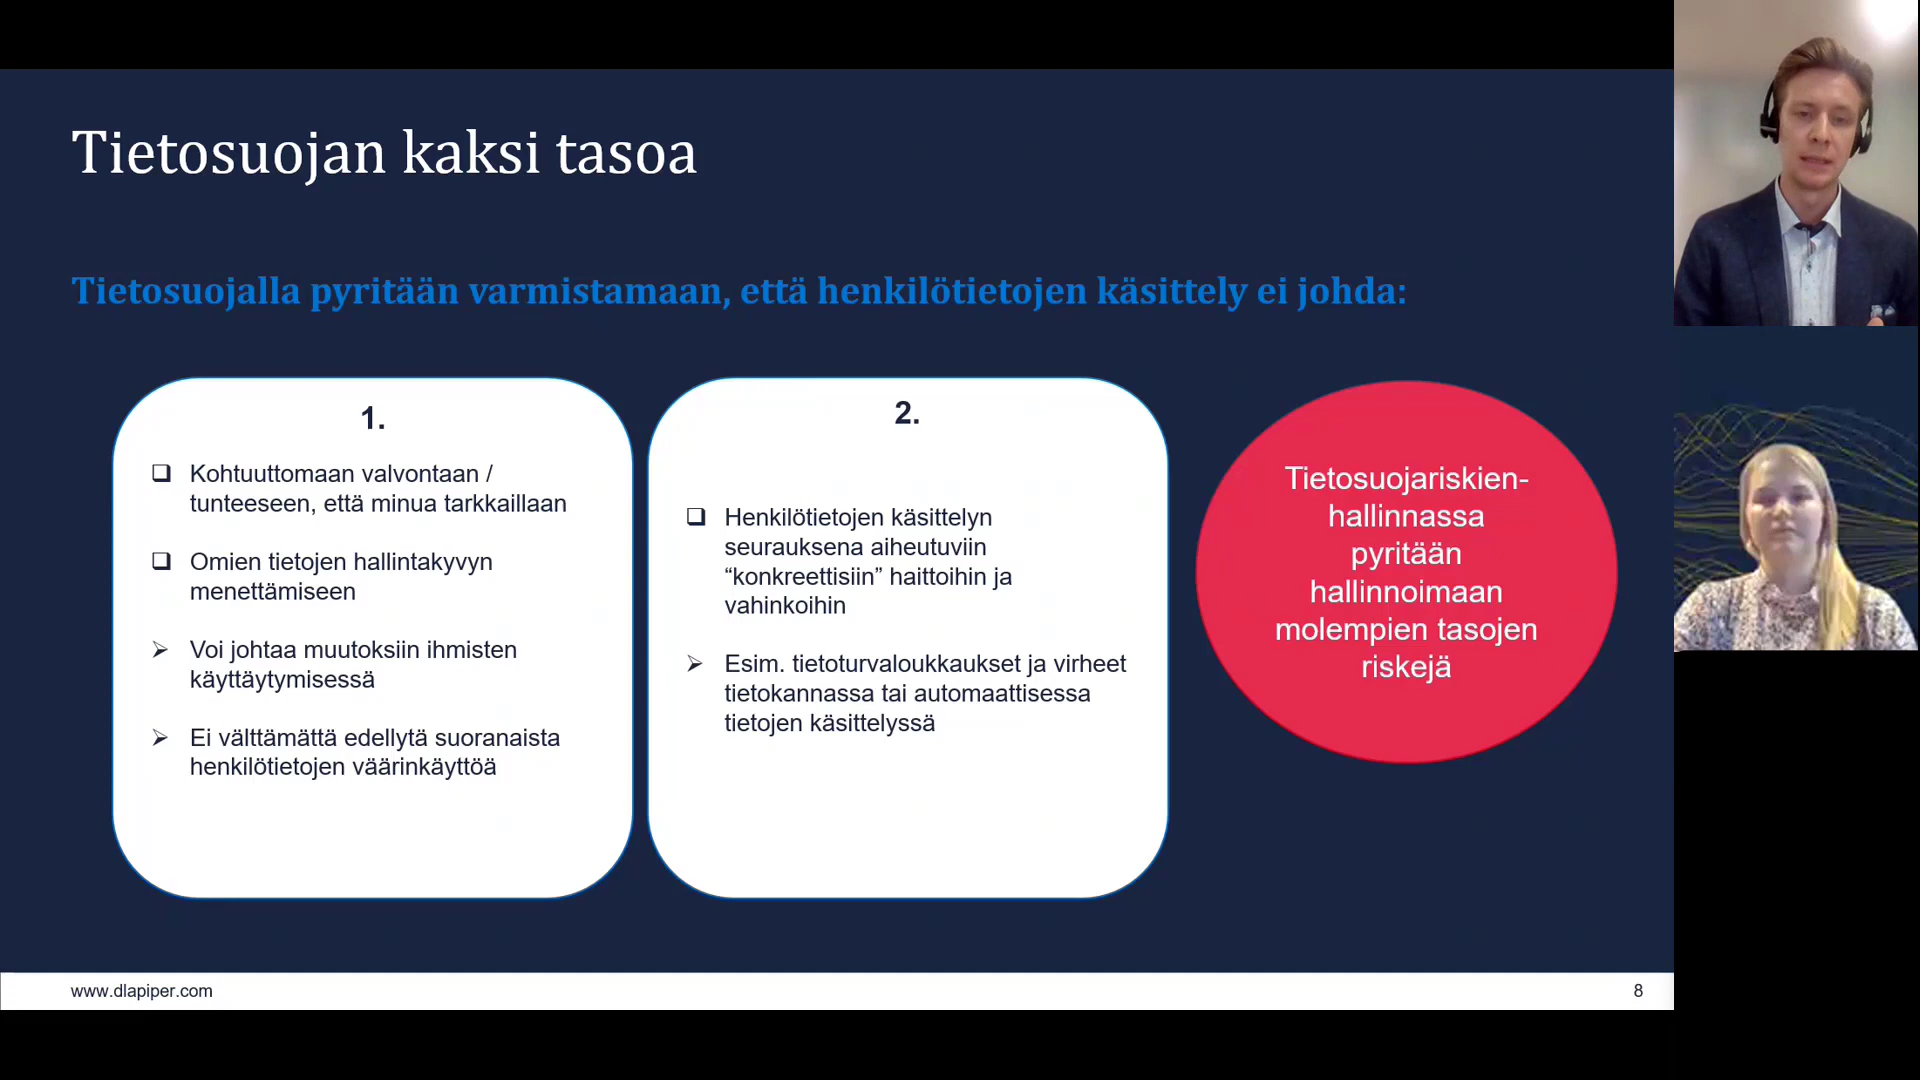 Tietosuojan kaksi tasoa
Tietosuojalla pyritään varmistamaan, että henkilötietojen käsittely ei johda:
1.
Kohtuuttomaan valvontaan /
tunteeseen, että minua tarkkaillaan
Omien tietojen hallintakyvyn
menettämiseen
Voi johtaa muutoksiin ihmisten
käyttäytymisessä
Ei välttämättä edellytä suoranaista
henkilötietojen väärinkäyttöä
2.
Henkilötietojen käsittelyn
seurauksena aiheutuviin
“konkreettisiin” haittoihin ja
vahinkoihin
Esim. tietoturvaloukkaukset ja virheet
tietokannassa tai automaattisessa
tietojen käsittelyssä
Tietosuojariskien-
hallinnassa
pyritään
hallinnoimaan
molempien tasojen
riskejä
www.dlapiper.com
8